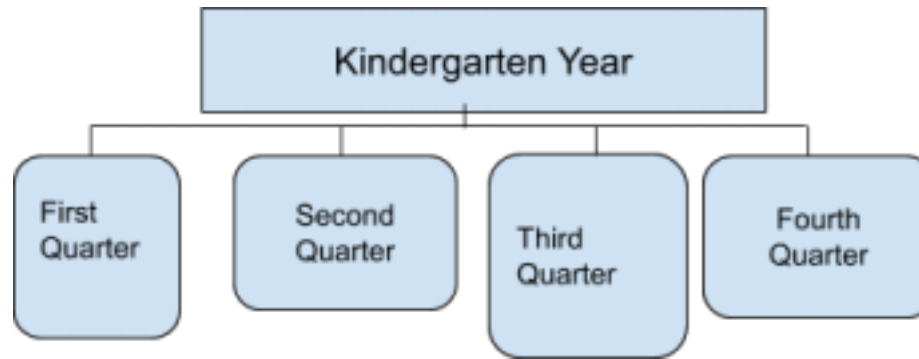 Kindergarten Year
First
Quarter
Second
Quarter
Third
Quarter
Fourth
Quarter